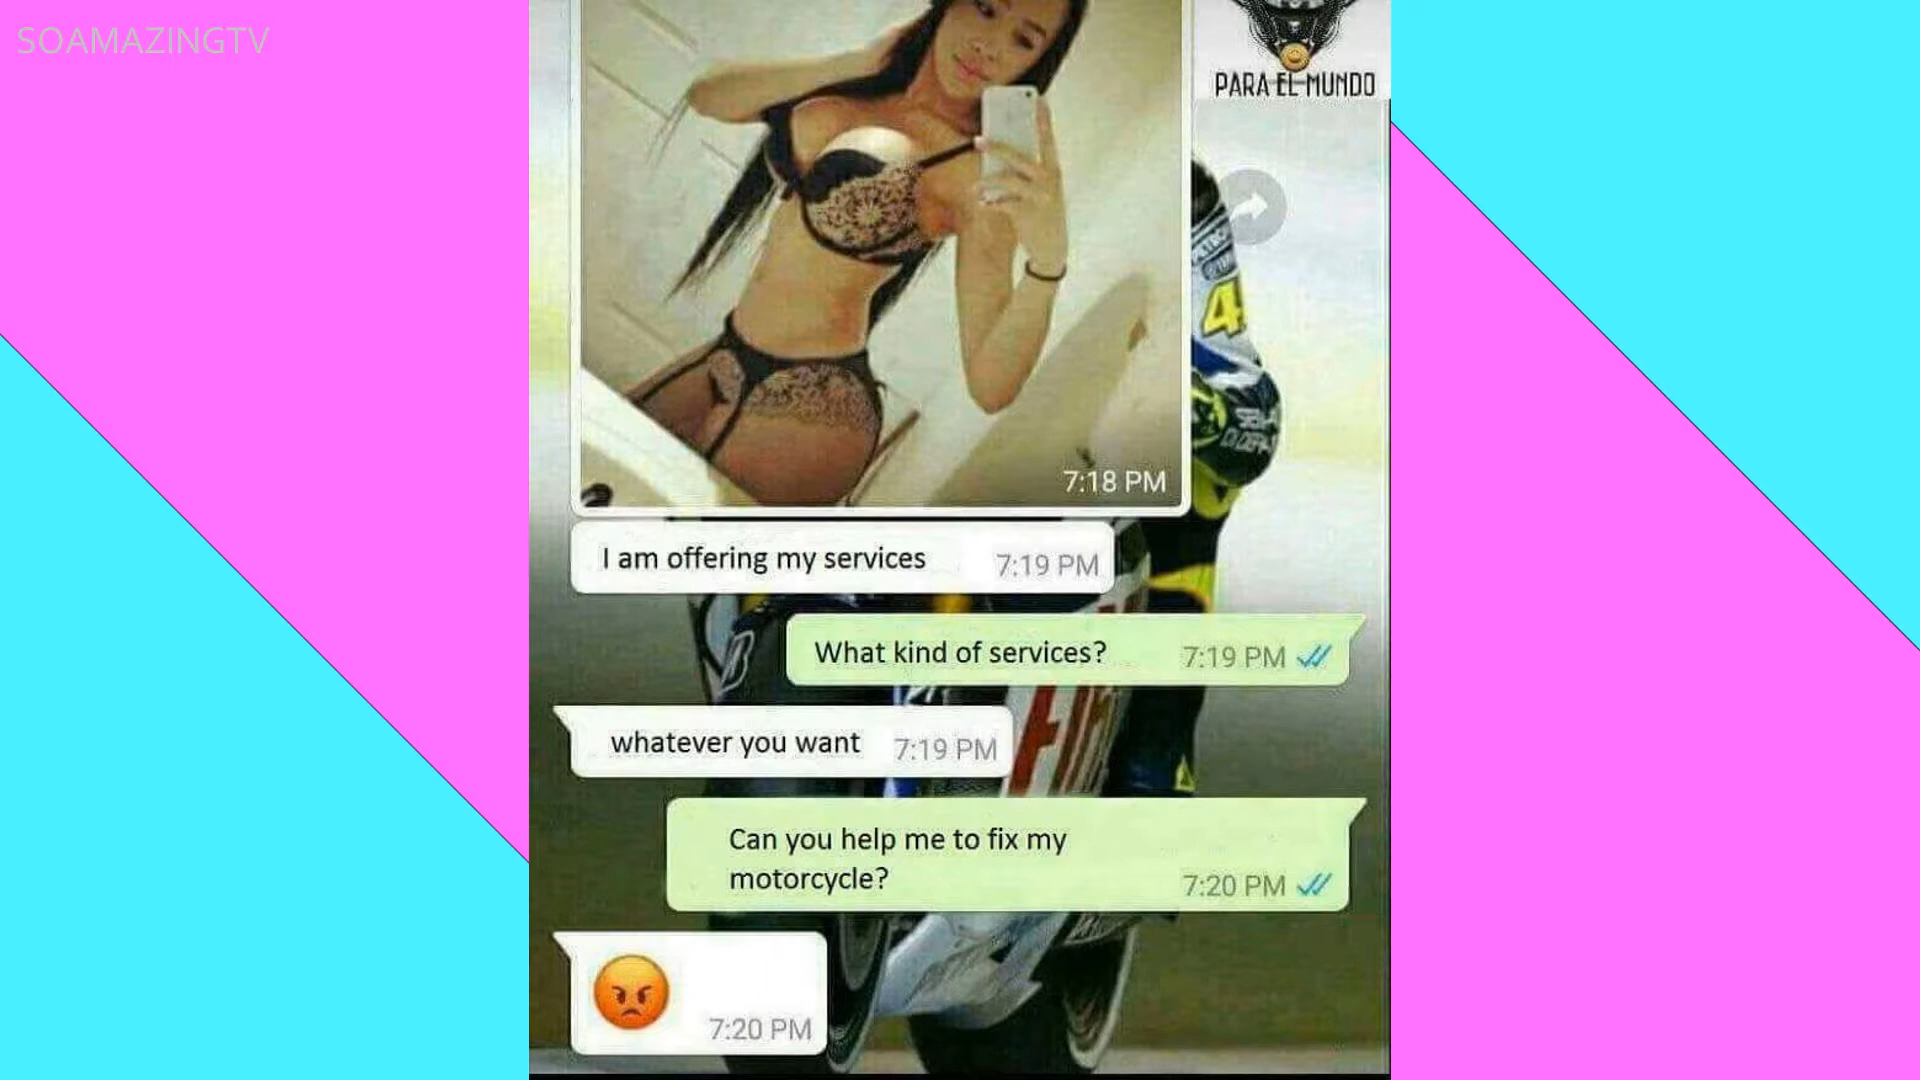 SOAMAZINGTV
PARA EL MUNDO
4
7:18 PM
I am offering my services 7:19 PM
What kind of services? 7:19 PM
whatever you want 7:19 PM
Can you help me to fix my
motorcycle? 7:20 PM
7:20 PM